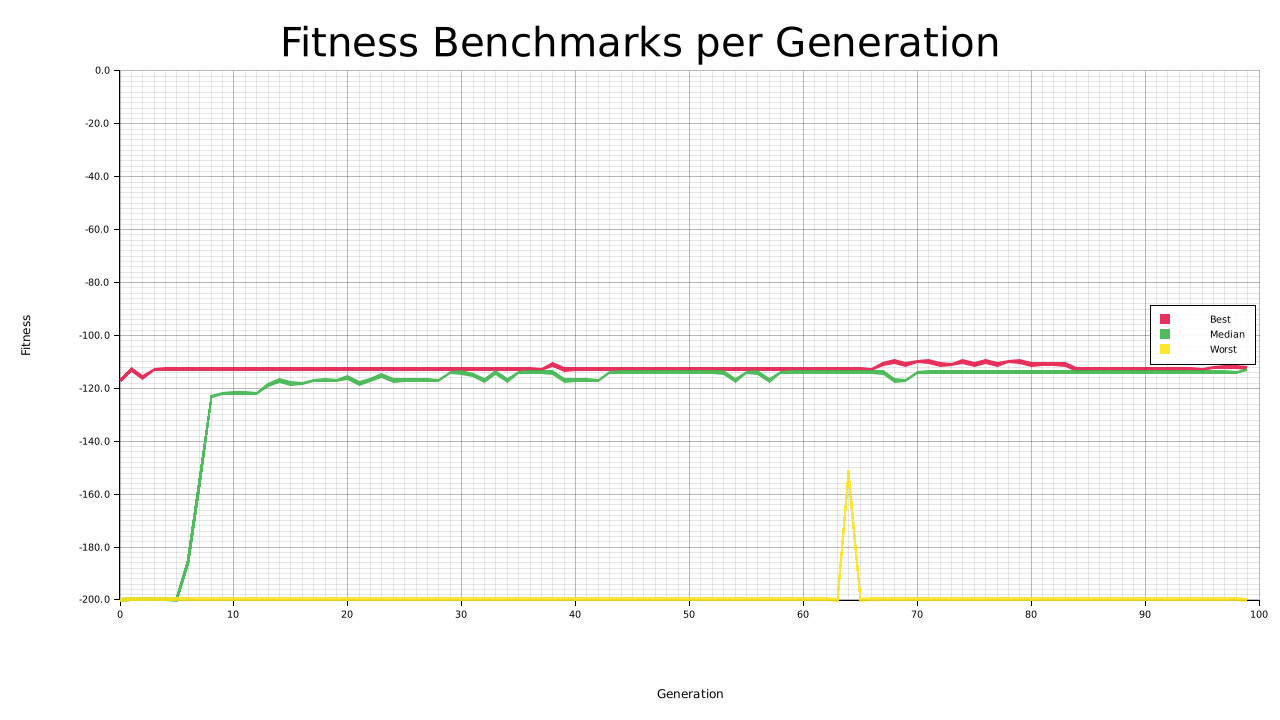 Fitness Benchmarks per Generation
0.0
-20.0
-40.0
-60.0
-80.0
-100.0
-120.0
-140.0
-160.0
-180.0
-200.0
Fitness
Best
Median
Worst
0 10 20 30 40 50 60 70 80 90 100
Generation